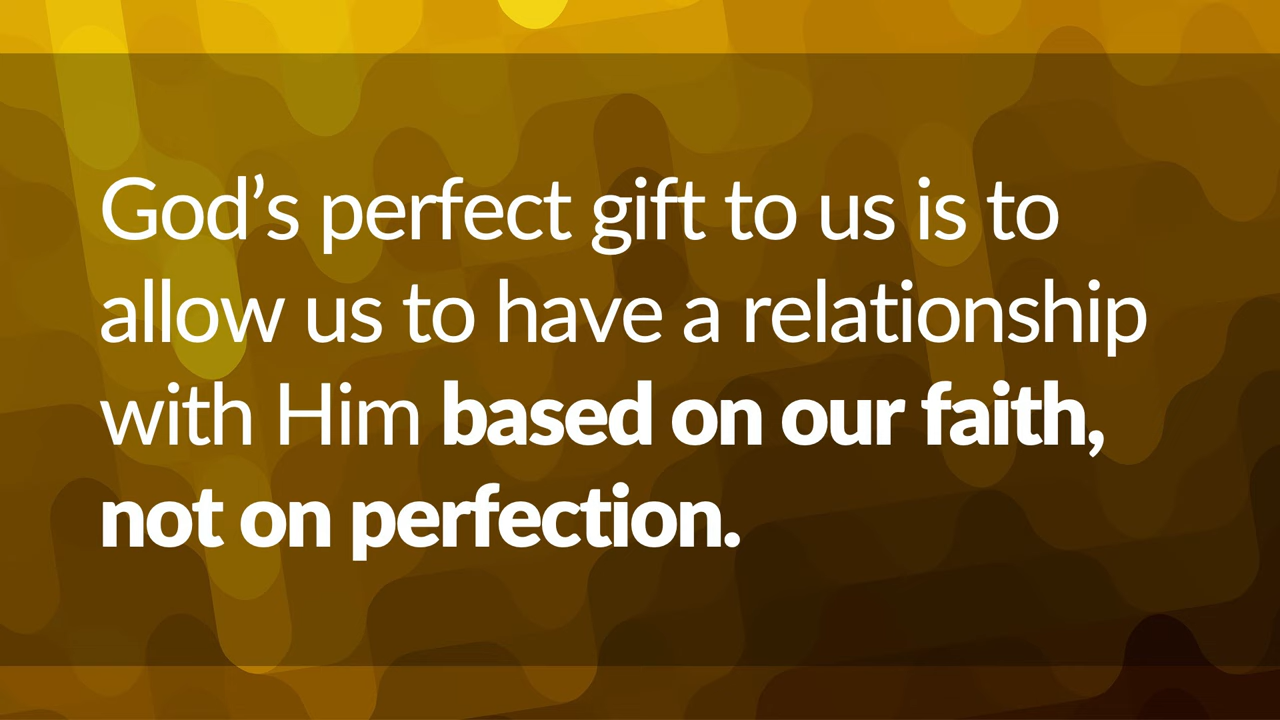 God’s perfect gift to us is to
allow us to have a relationship
with Him based on our faith,
not on perfection.